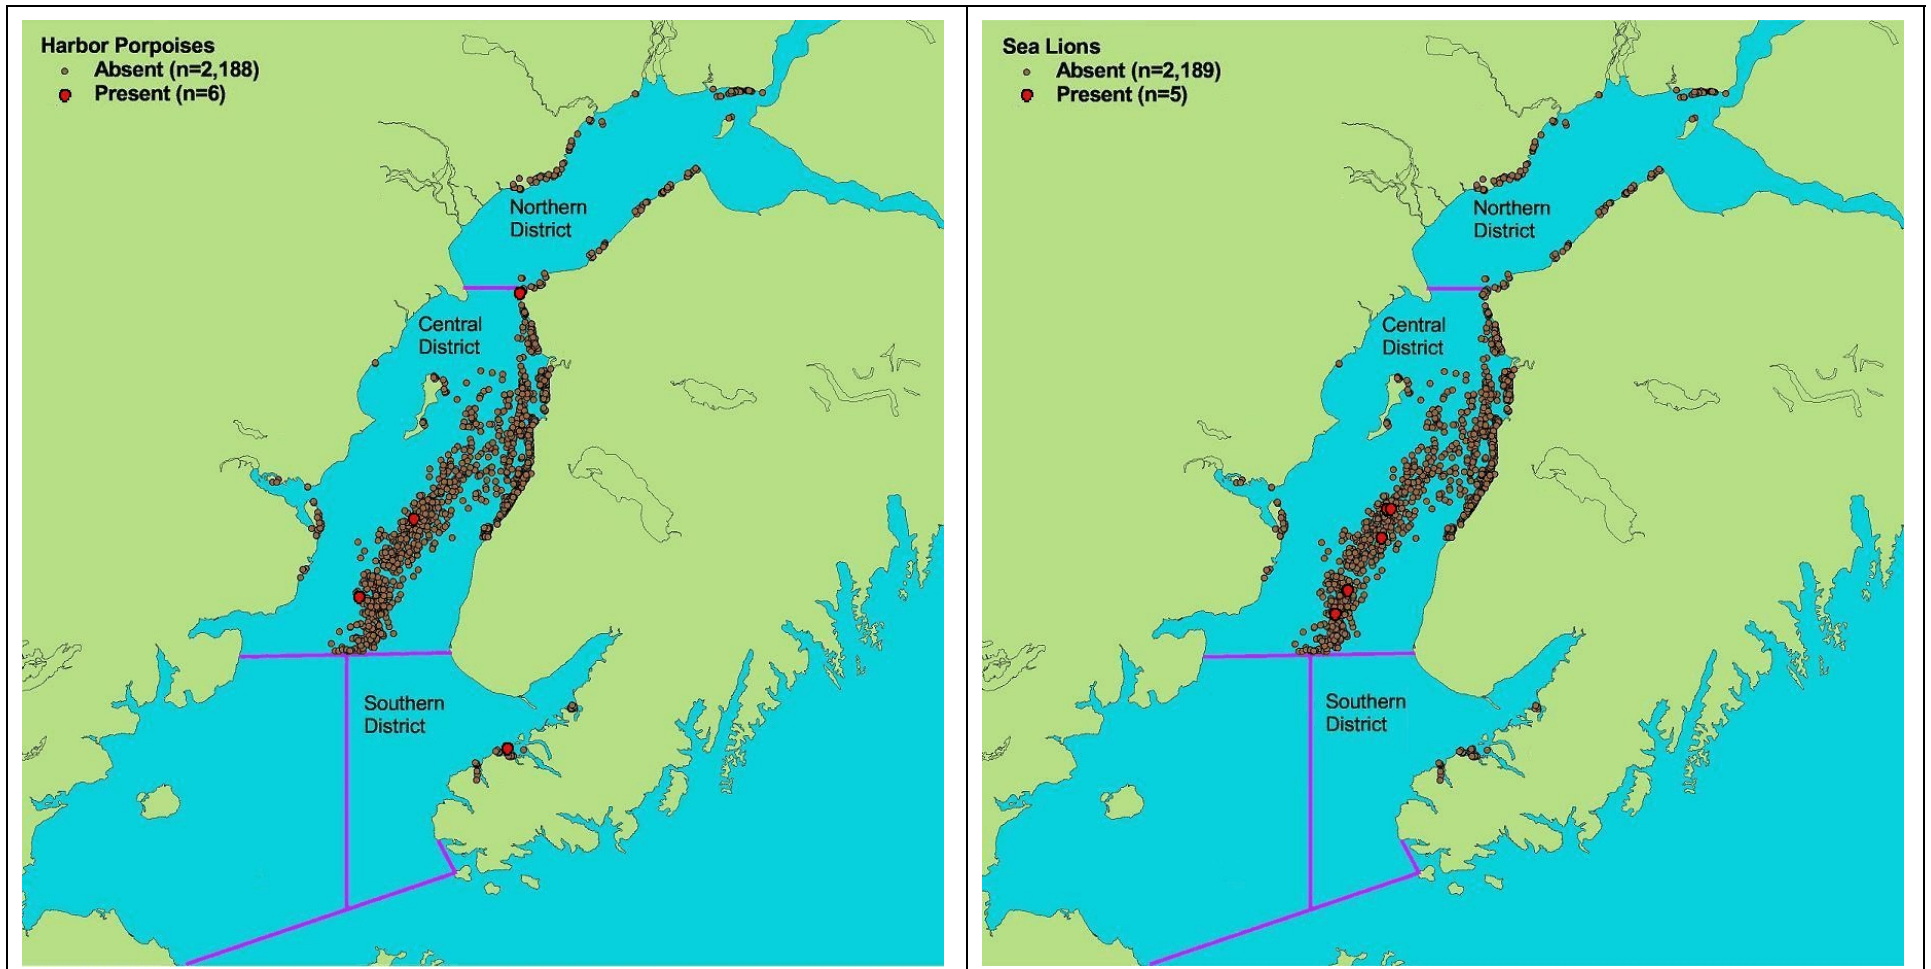 Harbor Porpoises
Absent (n=2,188)
Present (n=6)
Northern
District
Central
District
Southern
District
Sea Lions
Absent (n=2,189)
Present (n=5)
Northern
District
Central
District
Southern
District